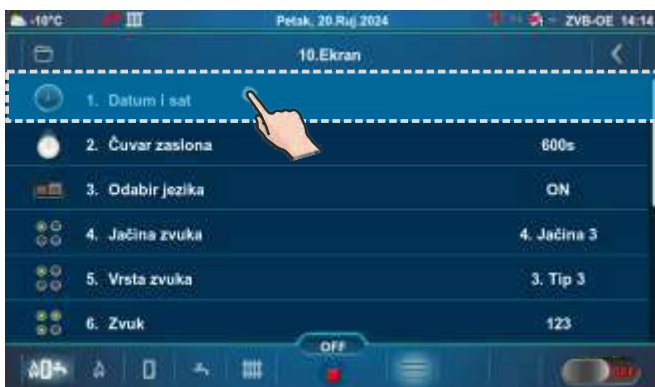 -10°C Petak, 20.Ruj.2024 ZVB-OE 14:14
10.Ekran
1. Datum i sat
2. Čuvar zaslona 600s
3. Odabir jezika ON
4. Jačina zvuka 4. Jačina 3
5. Vrsta zvuka 3. Tip 3
6. Zvuk 123
OFF
OFF